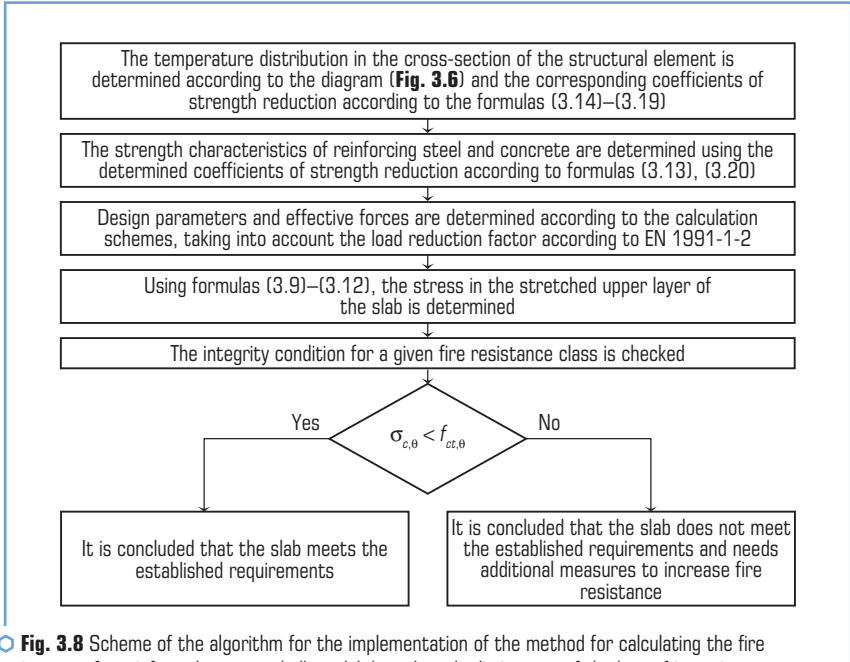 The temperature distribution in the cross-section of the structural element is
determined according to the diagram (Fig. 3.6) and the corresponding coefficients of
strength reduction according to the formulas (3.14)–(3.19)
The strength characteristics of reinforcing steel and concrete are determined using the
determined coefficients of strength reduction according to formulas (3.13), (3.20)
Design parameters and effective forces are determined according to the calculation
schemes, taking into account the load reduction factor according to EN 1991-1-2
Using formulas (3.9)–(3.12), the stress in the stretched upper layer of
the slab is determined
The integrity condition for a given fire resistance class is checked
Yes
σc,θ < fct,θ
No
It is concluded that the slab meets the
established requirements
It is concluded that the slab does not meet
the established requirements and needs
additional measures to increase fire
resistance
Fig. 3.8 Scheme of the algorithm for the implementation of the method for calculating the fire